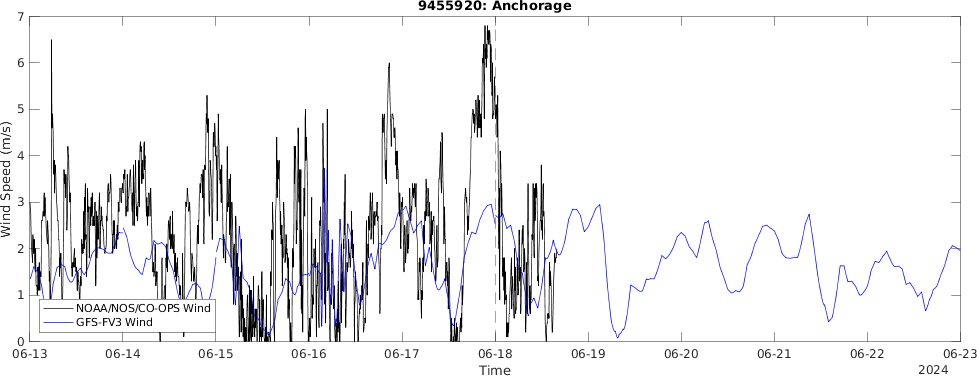 9455920: Anchorage
7
6
5
4
3
2
1
0
Wind Speed (m/s)
NOAA/NOS/CO-OPS Wind
GFS-FV3 Wind
06-13 06-14 06-15 06-16 06-17 06-18 06-19 06-20 06-21 06-22 06-23
Time
2024